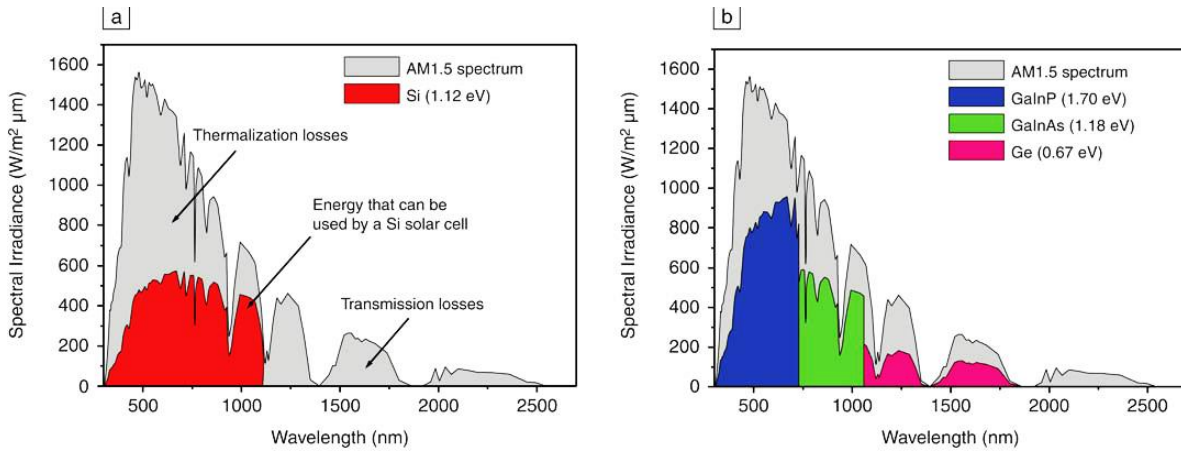 a
Spectral Irradiance (W/m² μm)
1600
1400
1200
1000
800
600
400
200
0
AM1.5 spectrum
Si (1.12 eV)
Thermalization losses
Energy that can be
used by a Si solar cell
Transmission losses
500
1000
1500
2000
2500
Wavelength (nm)
b
Spectral Irradiance (W/m² μm)
1600
1400
1200
1000
800
600
400
200
0
AM1.5 spectrum
GaInP (1.70 eV)
GaInAs (1.18 eV)
Ge (0.67 eV)
500
1000
1500
2000
2500
Wavelength (nm)